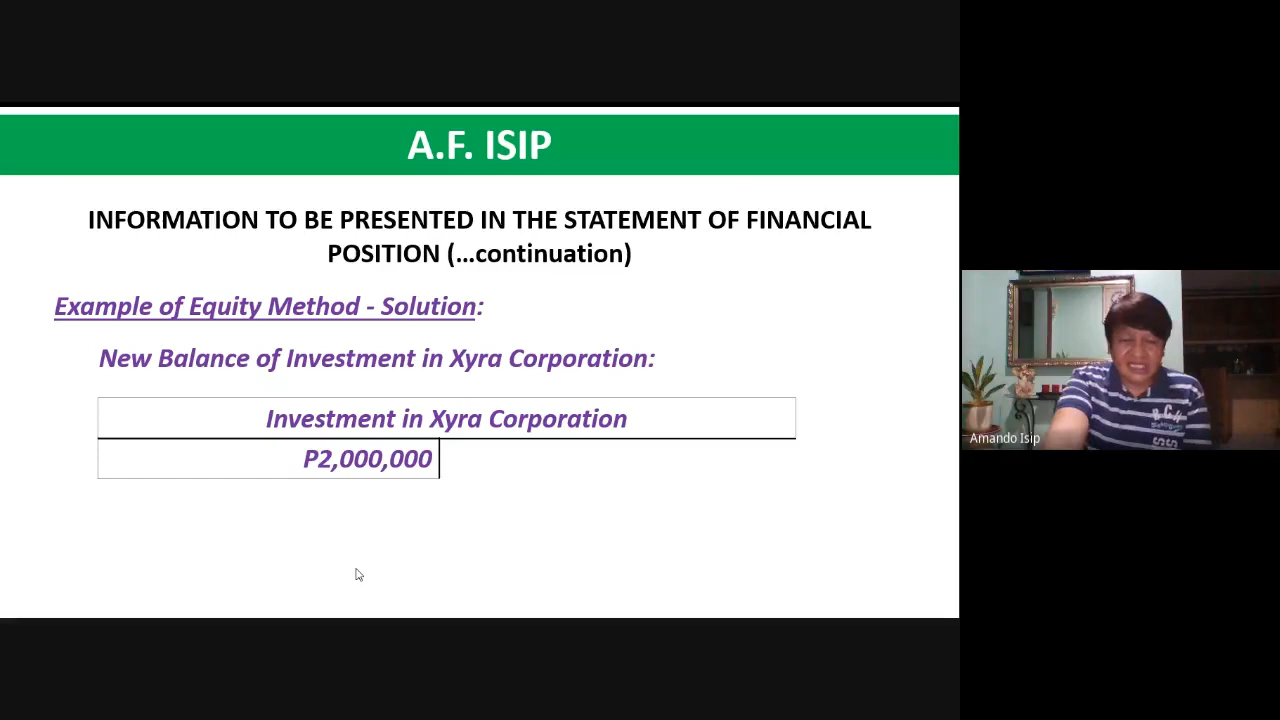 A.F. ISIP
INFORMATION TO BE PRESENTED IN THE STATEMENT OF FINANCIAL
POSITION (...continuation)
Example of Equity Method - Solution:
New Balance of Investment in Xyra Corporation:
Investment in Xyra Corporation
P2,000,000
Amando Isip